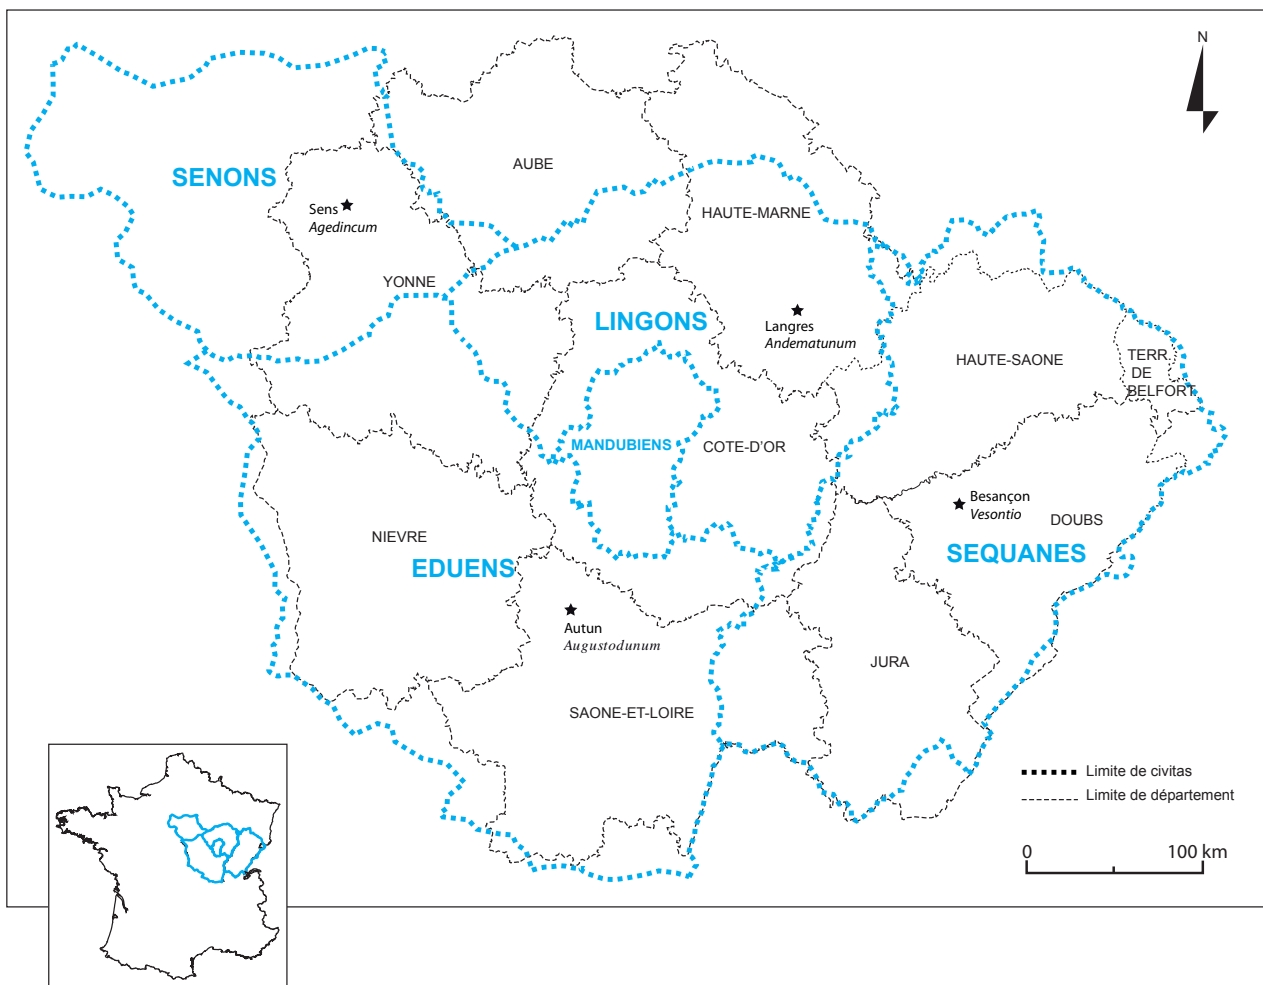 N
AUBE
SENONS
Sens
Agedincum
HAUTE-MARNE
YONNE
LINGONS
Langres
Andematunum
HAUTE-SAONE
TERR.
DE
BELFORT
MANDUBIENS
COTE-D'OR
Besançon
Vesontio
DOUBS
NIEVRE
EDUENS
SEQUANES
Autun
Augustodunum
JURA
SAONE-ET-LOIRE
Limite de civitas
Limite de département
0 100 km